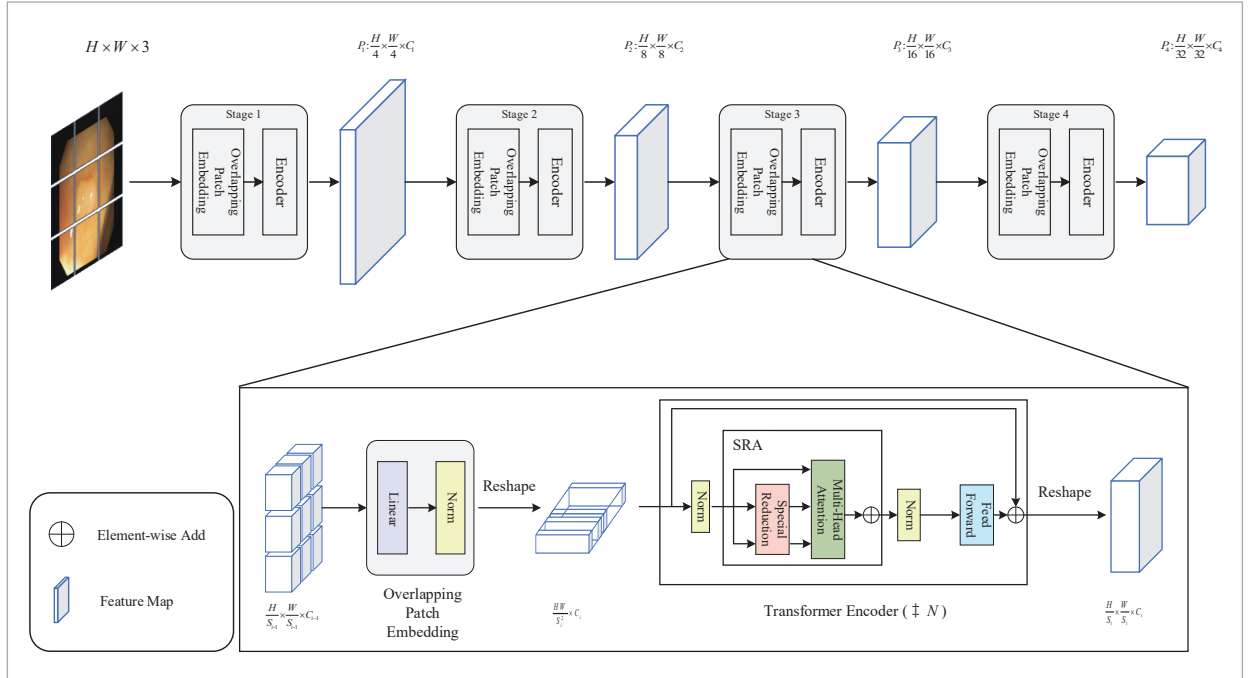 H × W × 3
P₁: H/4 × W/4 × C₁
P₂: H/8 × W/8 × C₂
P₃: H/16 × W/16 × C₃
P₄: H/32 × W/32 × C₄
Stage 1
Overlapping
Patch
Embedding
Encoder
Stage 2
Overlapping
Patch
Embedding
Encoder
Stage 3
Overlapping
Patch
Embedding
Encoder
Stage 4
Overlapping
Patch
Embedding
Encoder
H/Sᵢ₋₁ × W/Sᵢ₋₁ × Cᵢ₋₁
Linear
Norm
Overlapping
Patch
Embedding
Reshape
HW/Sᵢ² × Cᵢ
Norm
SRA
Special
Reduction
Multi-Head
Attention
Norm
Feed
Forward
Transformer Encoder ( ‡ N )
Reshape
H/Sᵢ × W/Sᵢ × Cᵢ
Element-wise Add
Feature Map